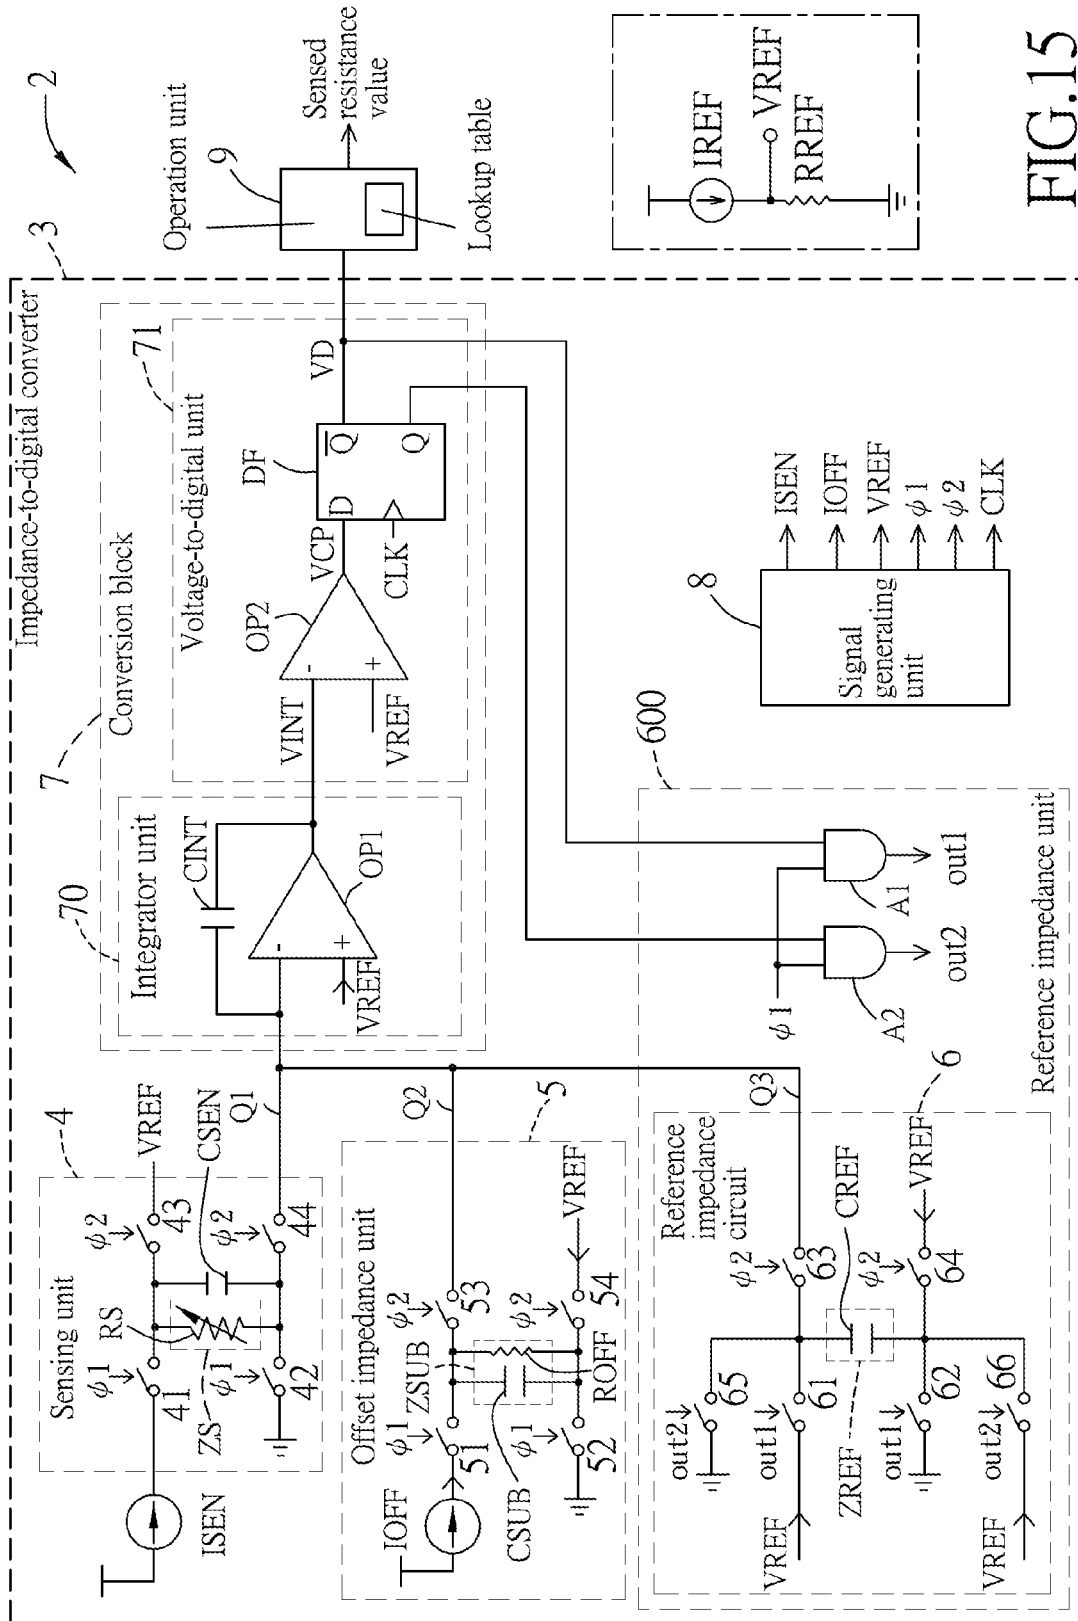 2
3
Impedance-to-digital converter
Operation unit
9
Sensed
resistance
value
Lookup table
7
Conversion block
71
Voltage-to-digital unit
VD
DF
D
Q
Q
CLK
VCP
OP2
-
+
VINT
VREF
70
Integrator unit
CINT
OP1
-
+
VREF
4
Sensing unit
VREF
CSEN
Q1
ϕ2
43
ϕ2
44
RS
ϕ1
41
ϕ1
42
ZS
ISEN
5
Offset impedance unit
Q2
ϕ2
53
ϕ2
54
VREF
ZSUB
ROFF
ϕ1
51
ϕ1
52
CSUB
IOFF
600
Reference impedance unit
Q3
6
Reference
impedance
circuit
CREF
VREF
ϕ2
63
ϕ2
64
65
61
62
66
out2
out1
out1
out2
ZREF
VREF
VREF
ϕ1
A1
out1
A2
out2
8
Signal
generating
unit
ISEN
IOFF
VREF
ϕ1
ϕ2
CLK
IREF
VREF
RREF
FIG.15